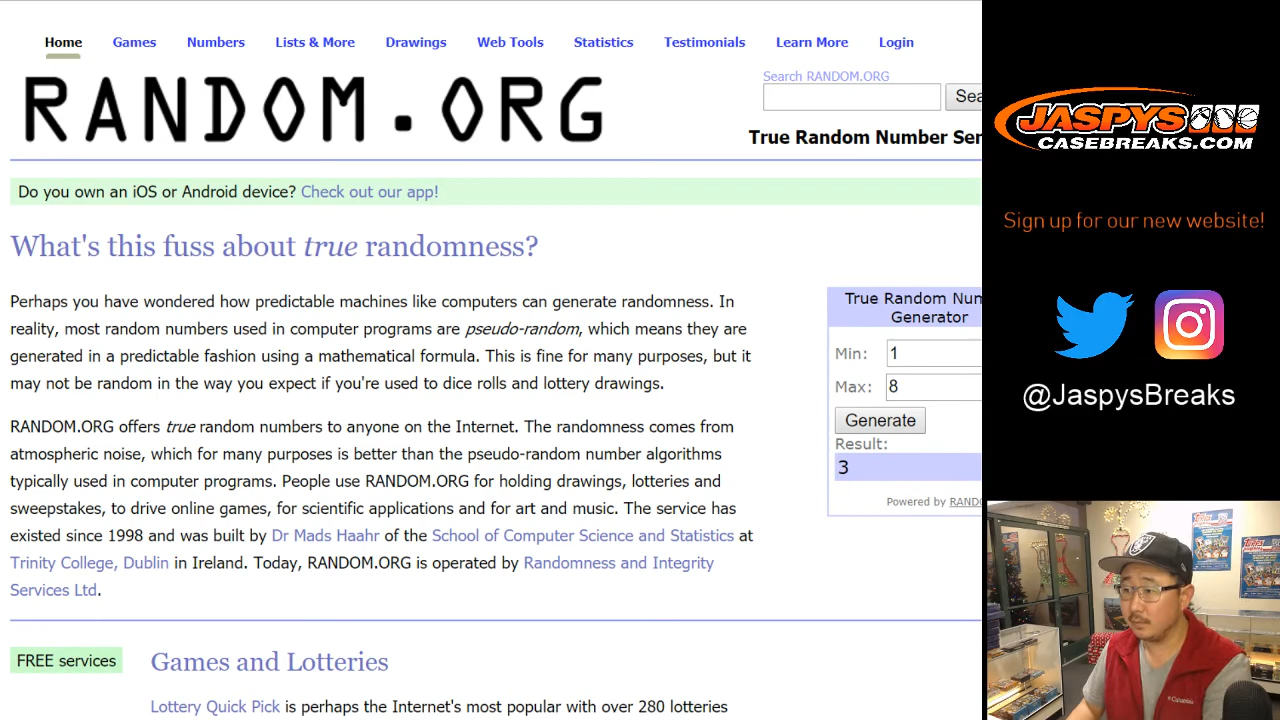 Home Games Numbers Lists & More Drawings Web Tools Statistics Testimonials Learn More Login
RANDOM.ORG
Search RANDOM.ORG
True Random Number Ser
Do you own an iOS or Android device? Check out our app!
What's this fuss about true randomness?
Perhaps you have wondered how predictable machines like computers can generate randomness. In
reality, most random numbers used in computer programs are pseudo-random, which means they are
generated in a predictable fashion using a mathematical formula. This is fine for many purposes, but it
may not be random in the way you expect if you're used to dice rolls and lottery drawings.
RANDOM.ORG offers true random numbers to anyone on the Internet. The randomness comes from
atmospheric noise, which for many purposes is better than the pseudo-random number algorithms
typically used in computer programs. People use RANDOM.ORG for holding drawings, lotteries and
sweepstakes, to drive online games, for scientific applications and for art and music. The service has
existed since 1998 and was built by Dr Mads Haahr of the School of Computer Science and Statistics at
Trinity College, Dublin in Ireland. Today, RANDOM.ORG is operated by Randomness and Integrity
Services Ltd.
True Random Num
Generator
Min: 1
Max: 8
Generate
Result:
3
Powered by RAND
FREE services
Games and Lotteries
Lottery Quick Pick is perhaps the Internet's most popular with over 280 lotteries
JASPYS
CASEBREAKS.COM
Sign up for our new website!
@JaspysBreaks
Topps
Columbia